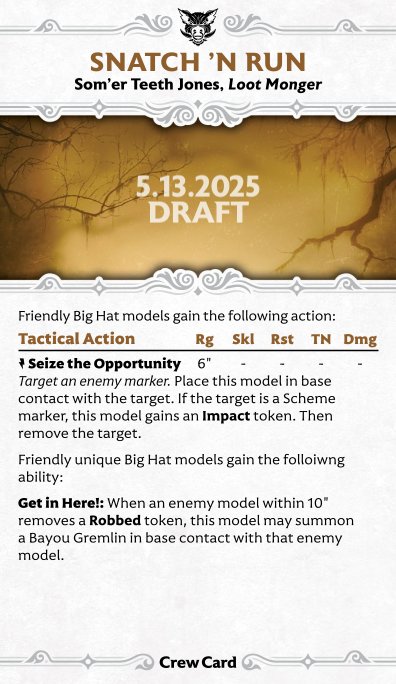 SNATCH ’N RUN
Som’er Teeth Jones, Loot Monger
5.13.2025
DRAFT
Friendly Big Hat models gain the following action:
Tactical Action Rg Skl Rst TN Dmg
Seize the Opportunity 6" - - - -
Target an enemy marker. Place this model in base
contact with the target. If the target is a Scheme
marker, this model gains an Impact token. Then
remove the target.
Friendly unique Big Hat models gain the folloiwng
ability:
Get in Here!: When an enemy model within 10"
removes a Robbed token, this model may summon
a Bayou Gremlin in base contact with that enemy
model.
Crew Card